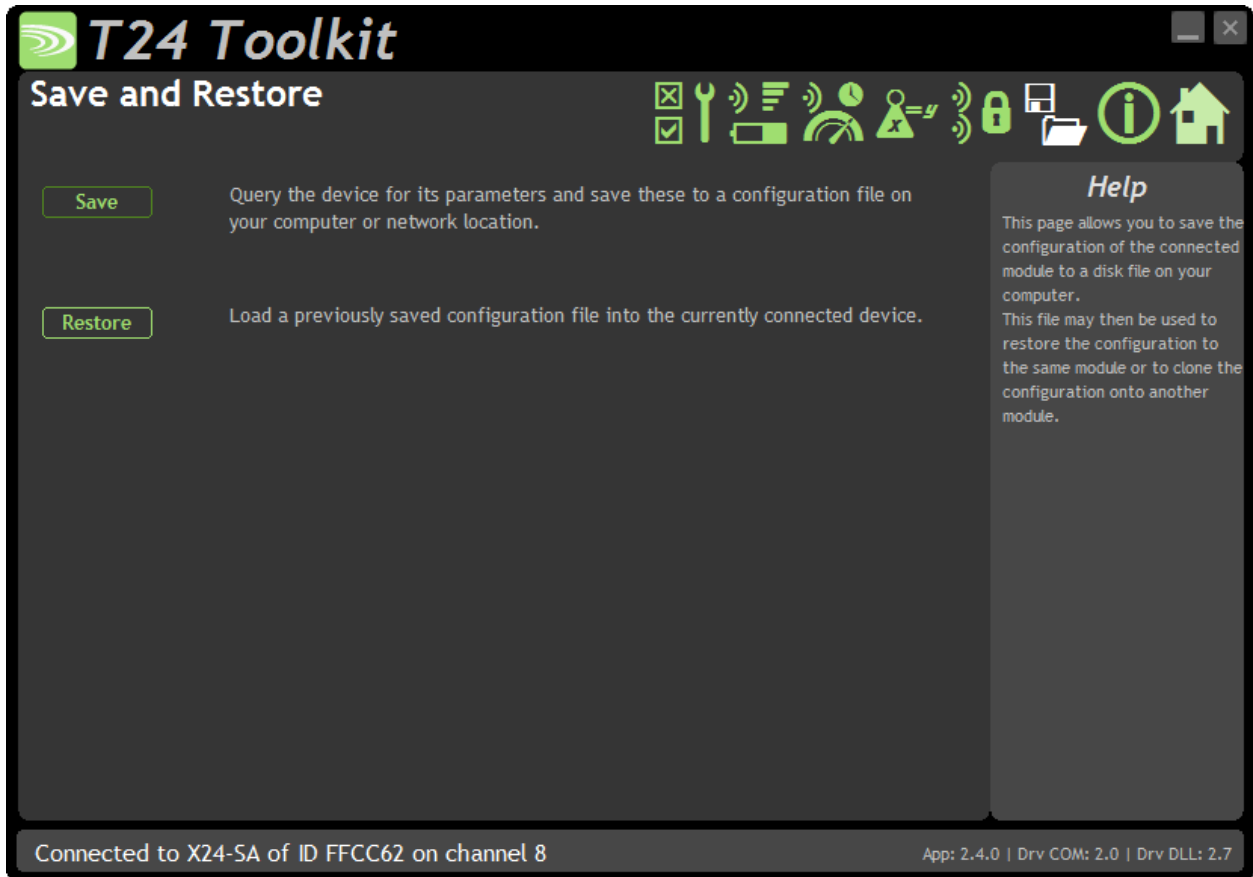 T24 Toolkit
Save and Restore
x
=y
Save
Query the device for its parameters and save these to a configuration file on
your computer or network location.
Restore
Load a previously saved configuration file into the currently connected device.
Help
This page allows you to save the
configuration of the connected
module to a disk file on your
computer.
This file may then be used to
restore the configuration to
the same module or to clone the
configuration onto another
module.
Connected to X24-SA of ID FFCC62 on channel 8
App: 2.4.0 | Drv COM: 2.0 | Drv DLL: 2.7